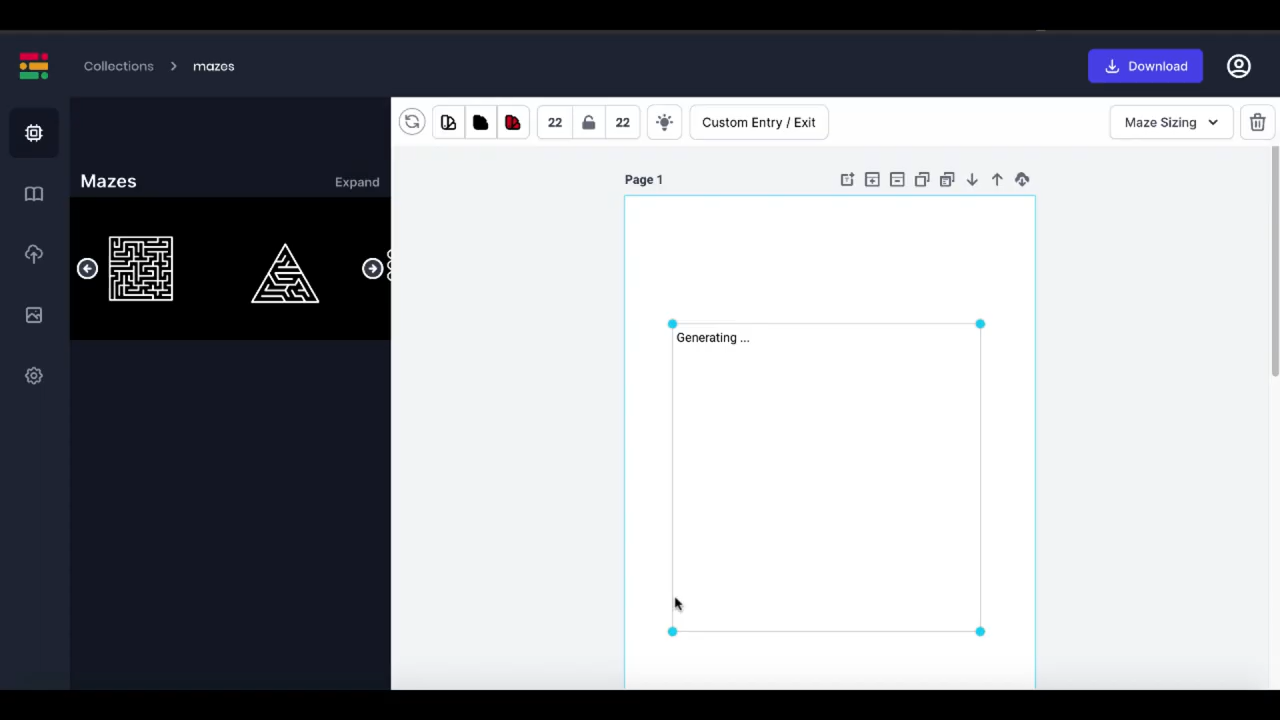 Collections > mazes
Download
Mazes
Expand
22
22
Custom Entry / Exit
Maze Sizing
Page 1
Generating ...